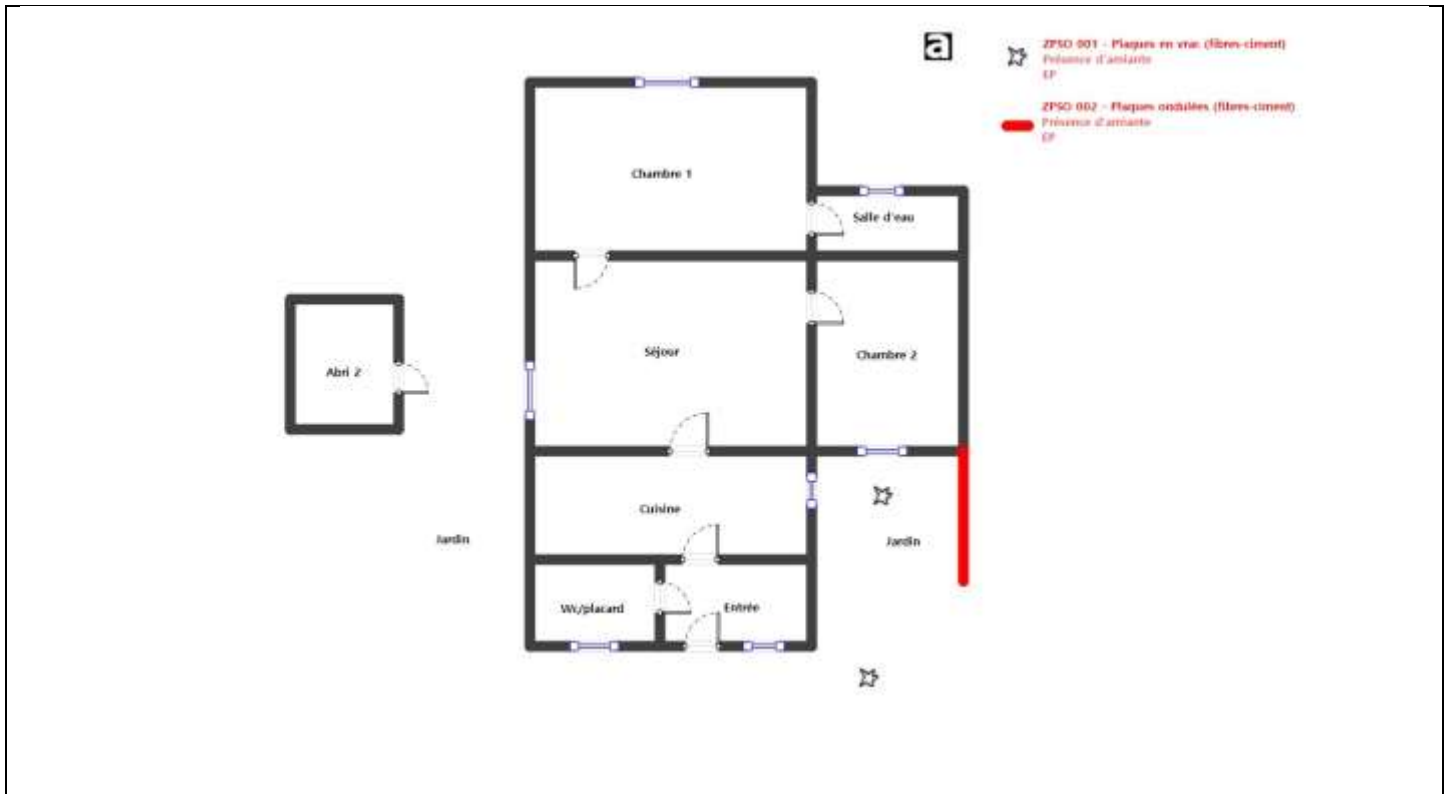 a
ZPSO 001 - Plaques en vrac (fibres-ciment)
Présence d'amiante
EP
ZPSO 002 - Plaques ondulées (fibres-ciment)
Présence d'amiante
EP
Chambre 1
Salle d'eau
Séjour
Chambre 2
Abri 2
Cuisine
Jardin
Jardin
Wc/placard
Entrée